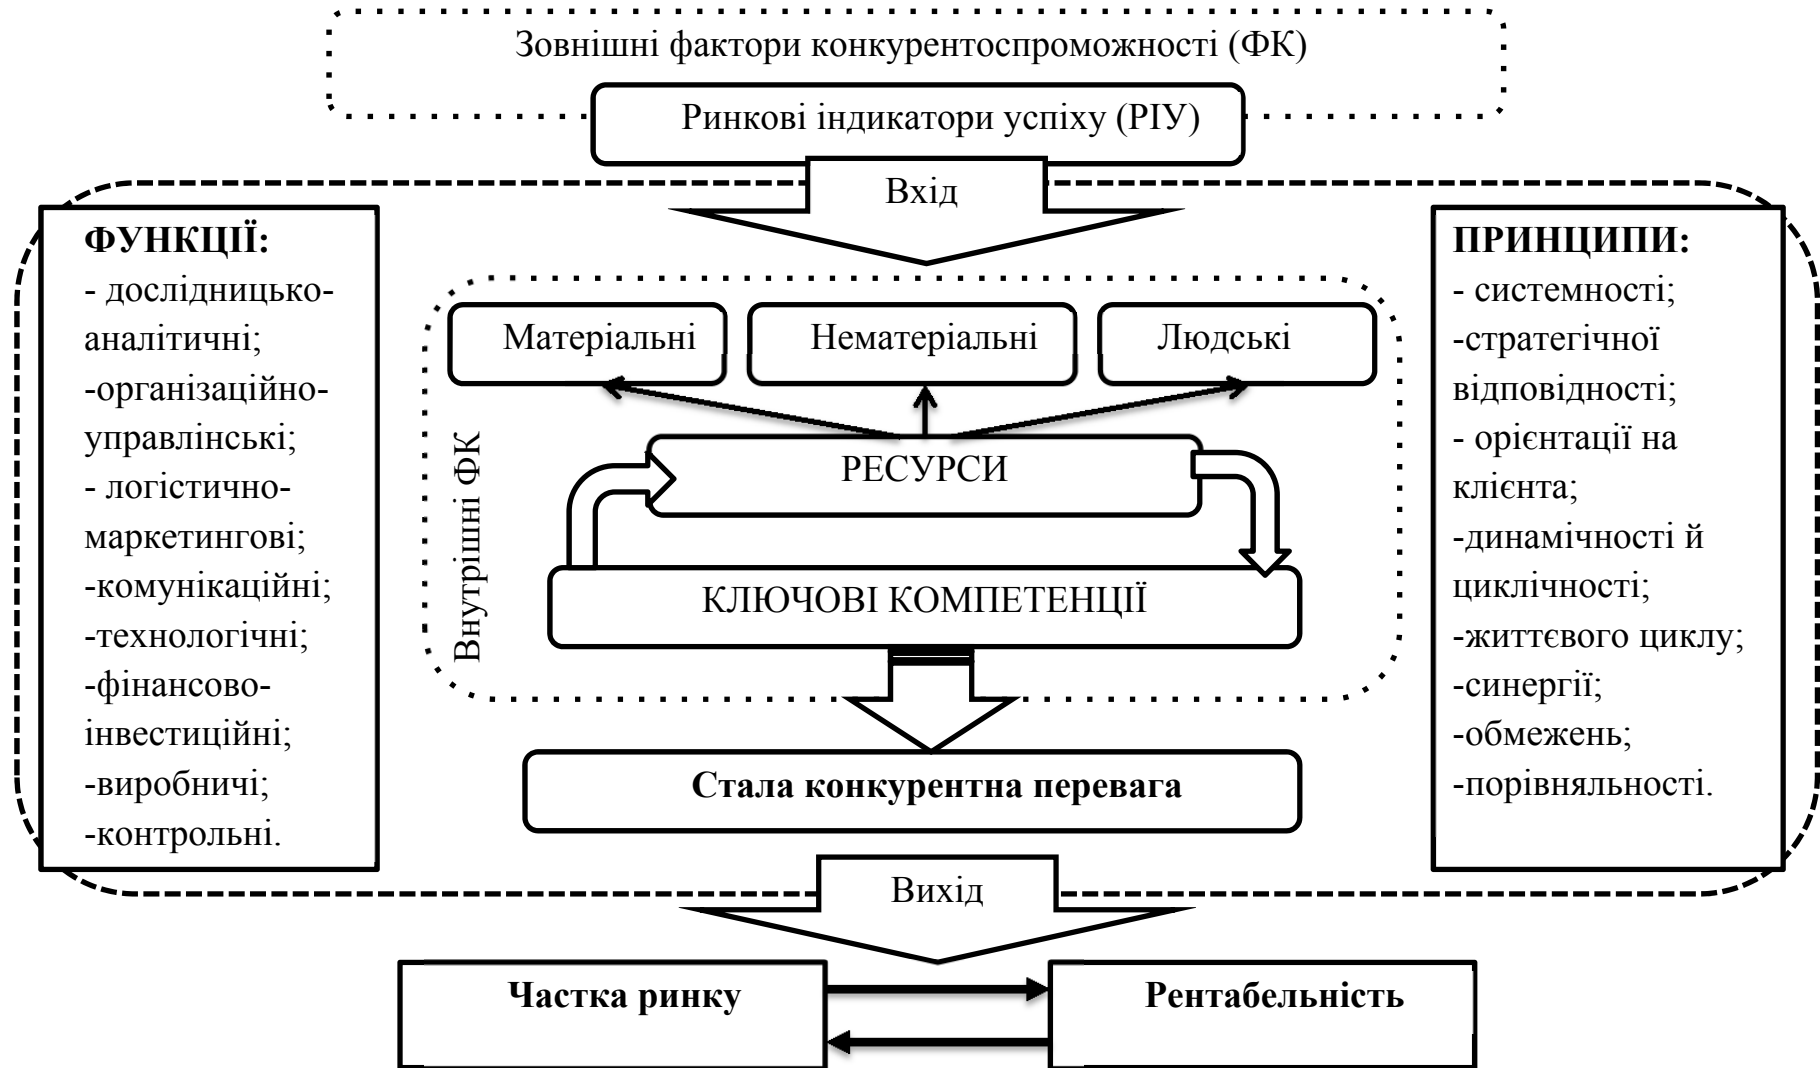 Зовнішні фактори конкурентоспроможності (ФК)
Ринкові індикатори успіху (РІУ)
Вхід
ФУНКЦІЇ:
- дослідницько-
аналітичні;
-організаційно-
управлінські;
- логістично-
маркетингові;
-комунікаційні;
-технологічні;
-фінансово-
інвестиційні;
-виробничі;
-контрольні.
Внутрішні ФК
Матеріальні
Нематеріальні
Людські
РЕСУРСИ
КЛЮЧОВІ КОМПЕТЕНЦІЇ
Стала конкурентна перевага
ПРИНЦИПИ:
- системності;
-стратегічної
відповідності;
- орієнтації на
клієнта;
-динамічності й
циклічності;
-життєвого циклу;
-синергії;
-обмежень;
-порівняльності.
Вихід
Частка ринку
Рентабельність